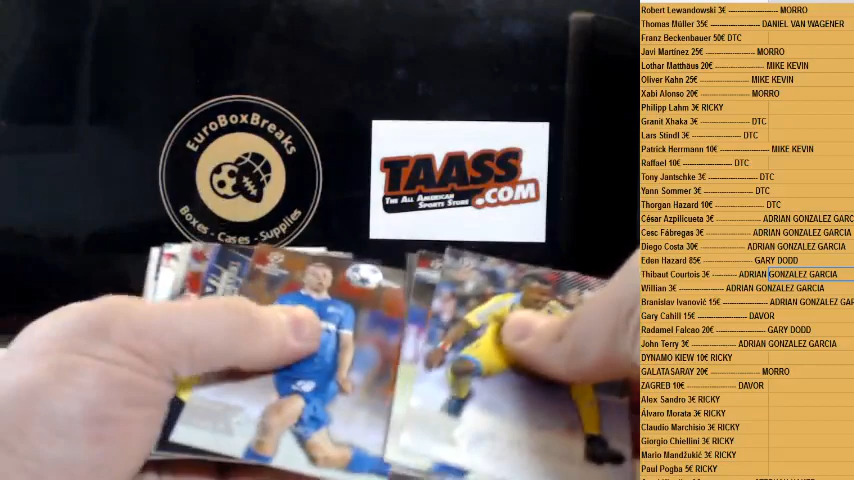 EuroBoxBreaks
Boxes - Cases - Supplies
TAASS
.COM
THE ALL AMERICAN
SPORTS STORE
Robert Lewandowski 3€ ---------------------- MORRO
Thomas Müller 35€ ---------------------- DANIEL VAN WAGENER
Franz Beckenbauer 50€ DTC
Javi Martínez 25€ ---------------------- MORRO
Lothar Matthäus 20€ ---------------------- MIKE KEVIN
Oliver Kahn 25€ ---------------------- MIKE KEVIN
Xabi Alonso 20€ ---------------------- MORRO
Philipp Lahm 3€ RICKY
Granit Xhaka 3€ ---------------------- DTC
Lars Stindl 3€ ---------------------- DTC
Patrick Herrmann 10€ ---------------------- MIKE KEVIN
Raffael 10€ ---------------------- DTC
Tony Jantschke 3€ ---------------------- DTC
Yann Sommer 3€ ---------------------- DTC
Thorgan Hazard 10€ ---------------------- DTC
César Azpilicueta 3€ ---------------------- ADRIAN GONZALEZ GARC
Cesc Fábregas 3€ ---------------------- ADRIAN GONZALEZ GARCIA
Diego Costa 30€ ---------------------- ADRIAN GONZALEZ GARCIA
Eden Hazard 85€ ---------------------- GARY DODD
Thibaut Courtois 3€ ---------------------- ADRIAN GONZALEZ GARCIA
Willian 3€ ---------------------- ADRIAN GONZALEZ GARCIA
Branislav Ivanović 15€ ---------------------- ADRIAN GONZALEZ GAR
Gary Cahill 15€ ---------------------- DAVOR
Radamel Falcao 20€ ---------------------- GARY DODD
John Terry 3€ ---------------------- ADRIAN GONZALEZ GARCIA
DYNAMO KIEW 10€ RICKY
GALATASARAY 20€ ---------------------- MORRO
ZAGREB 10€ ---------------------- DAVOR
Alex Sandro 3€ RICKY
Álvaro Morata 3€ RICKY
Claudio Marchisio 3€ RICKY
Giorgio Chiellini 3€ RICKY
Mario Mandžukić 3€ RICKY
Paul Pogba 5€ RICKY